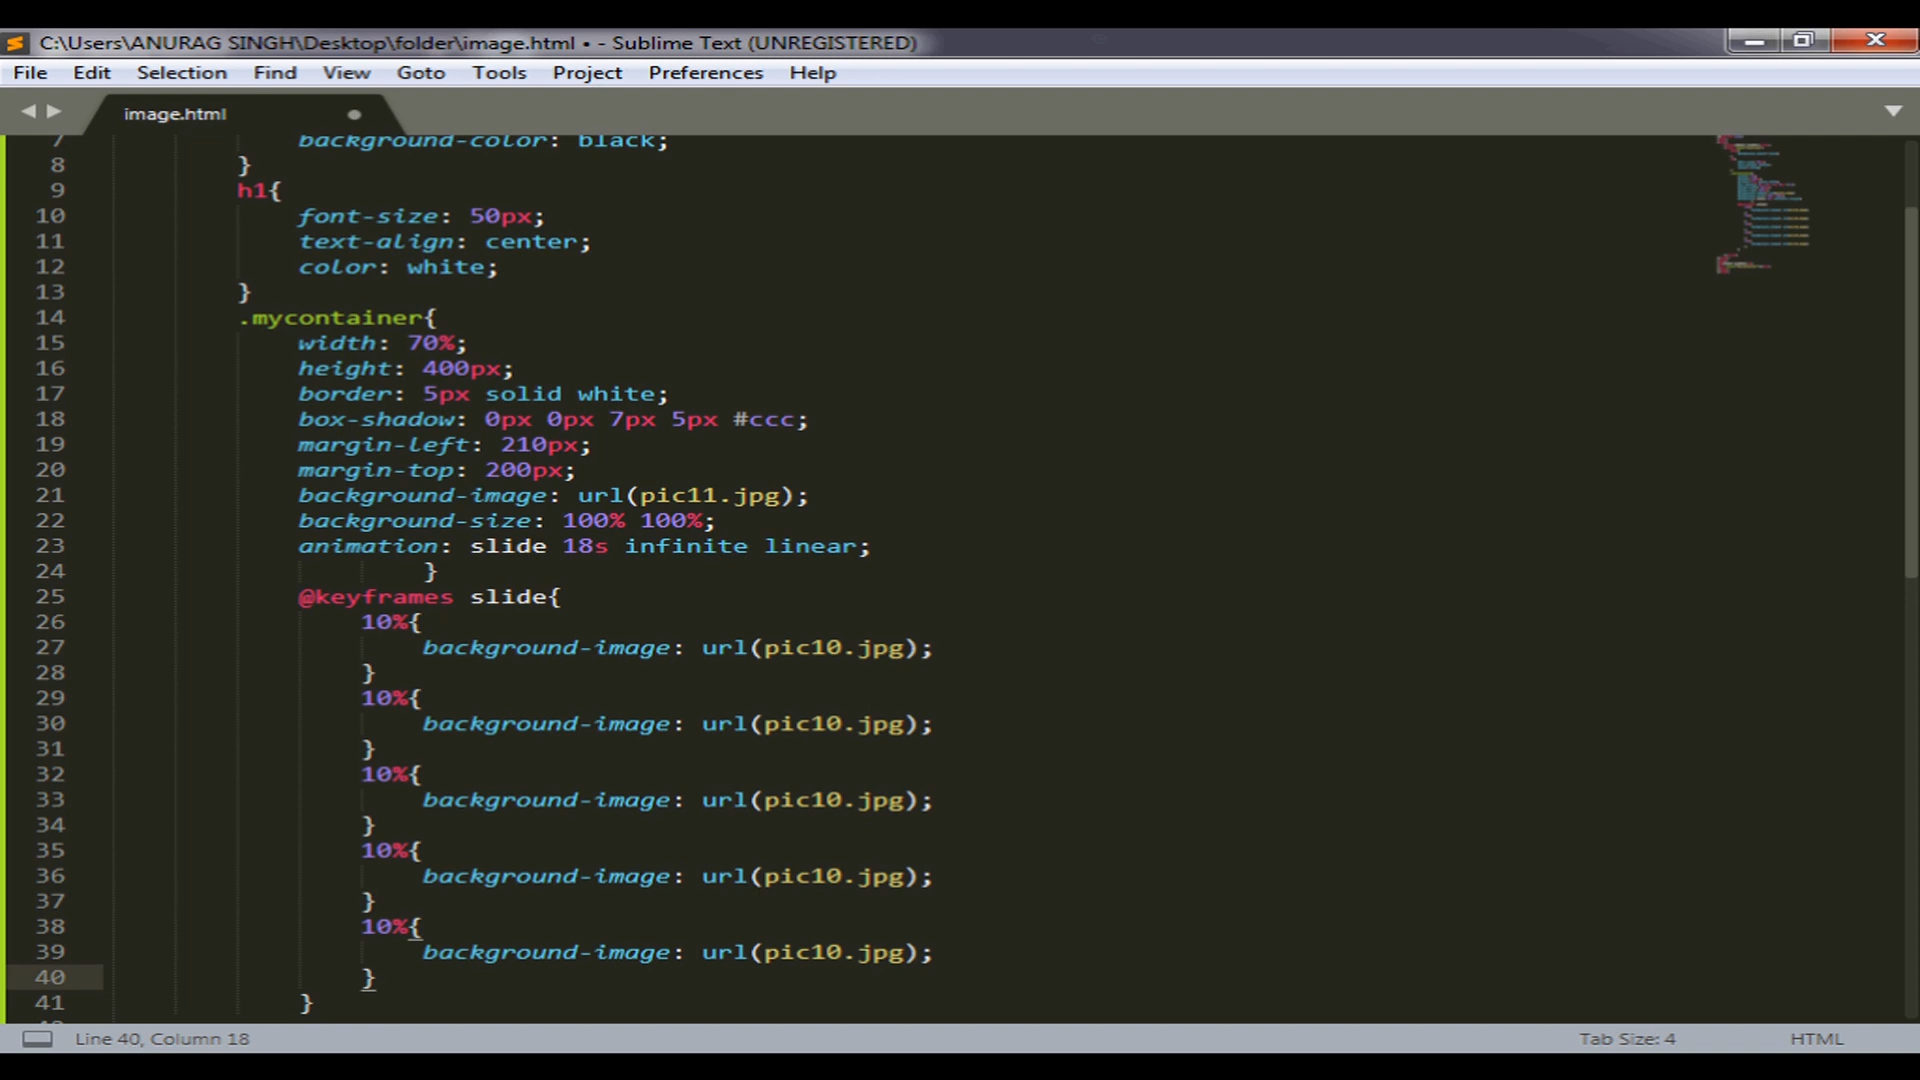 C:\Users\ANURAG SINGH\Desktop\folder\image.html • - Sublime Text (UNREGISTERED)
File Edit Selection Find View Goto Tools Project Preferences Help
image.html
7 background-color: black;
8 }
9 h1{
10 font-size: 50px;
11 text-align: center;
12 color: white;
13 }
14 .mycontainer{
15 width: 70%;
16 height: 400px;
17 border: 5px solid white;
18 box-shadow: 0px 0px 7px 5px #ccc;
19 margin-left: 210px;
20 margin-top: 200px;
21 background-image: url(pic11.jpg);
22 background-size: 100% 100%;
23 animation: slide 18s infinite linear;
24 }
25 @keyframes slide{
26 10%{
27 background-image: url(pic10.jpg);
28 }
29 10%{
30 background-image: url(pic10.jpg);
31 }
32 10%{
33 background-image: url(pic10.jpg);
34 }
35 10%{
36 background-image: url(pic10.jpg);
37 }
38 10%{
39 background-image: url(pic10.jpg);
40 }
41 }
Line 40, Column 18 Tab Size: 4 HTML